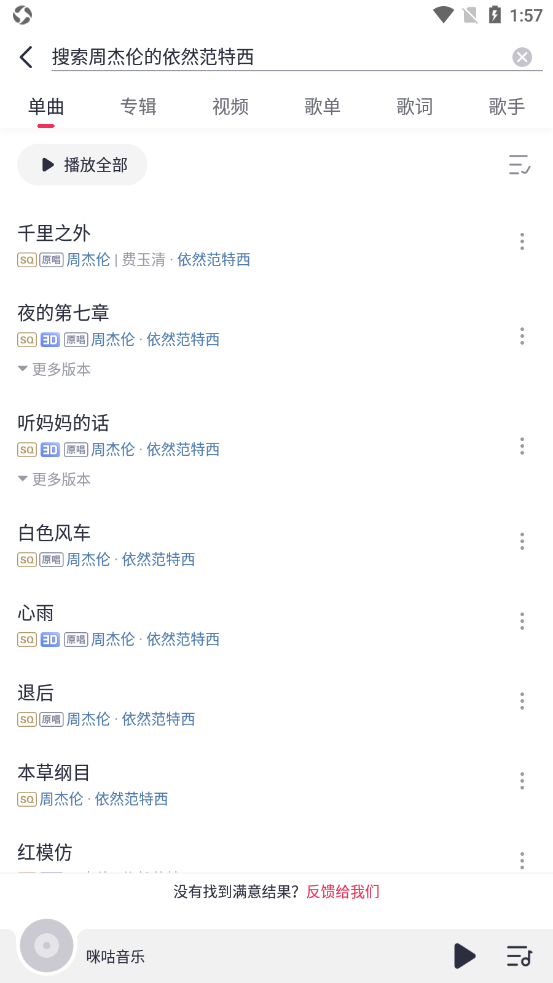 1:57
搜索周杰伦的依然范特西
单曲 专辑 视频 歌单 歌词 歌手
播放全部
千里之外
SQ 原唱 周杰伦 | 费玉清 · 依然范特西
夜的第七章
SQ 3D 原唱 周杰伦 · 依然范特西
更多版本
听妈妈的话
SQ 3D 原唱 周杰伦 · 依然范特西
更多版本
白色风车
SQ 原唱 周杰伦 · 依然范特西
心雨
SQ 3D 原唱 周杰伦 · 依然范特西
退后
SQ 原唱 周杰伦 · 依然范特西
本草纲目
SQ 周杰伦 · 依然范特西
红模仿
没有找到满意结果？反馈给我们
咪咕音乐